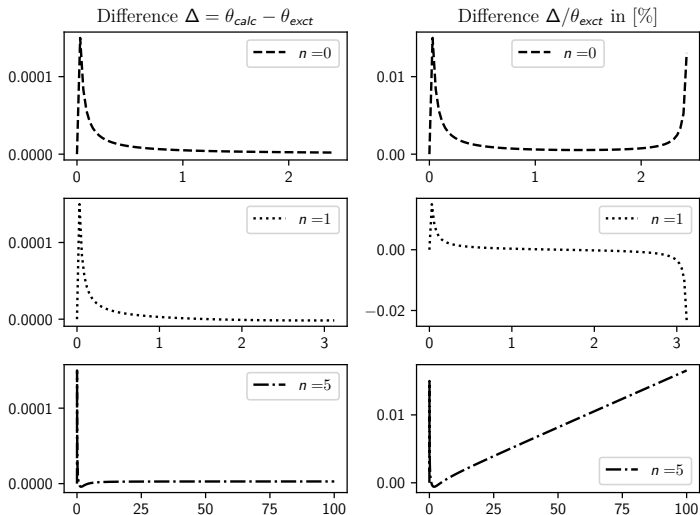 Difference Δ = θcalc − θexct
Difference Δ/θexct in [%]
n =0
0.0001
0.0000
0 1 2
n =0
0.01
0.00
0 1 2
n =1
0.0001
0.0000
0 1 2 3
n =1
0.00
−0.02
0 1 2 3
n =5
0.0001
0.0000
0 25 50 75 100
n =5
0.01
0.00
0 25 50 75 100